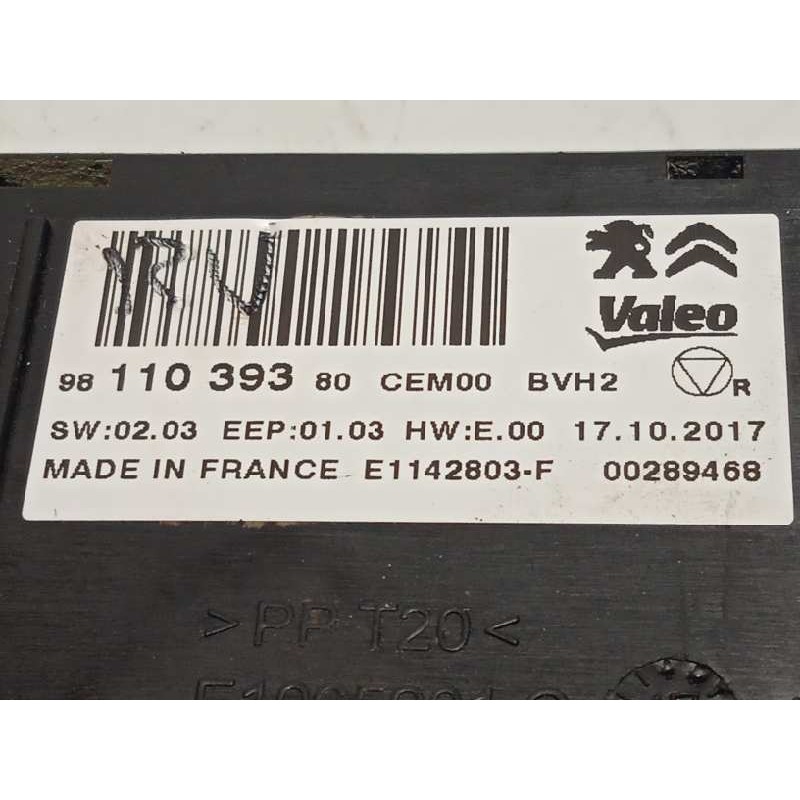 Valeo
98 110 393 80 CEM00 BVH2 R
SW:02.03 EEP:01.03 HW:E.00 17.10.2017
MADE IN FRANCE E1142803-F 00289468
>PP T20<